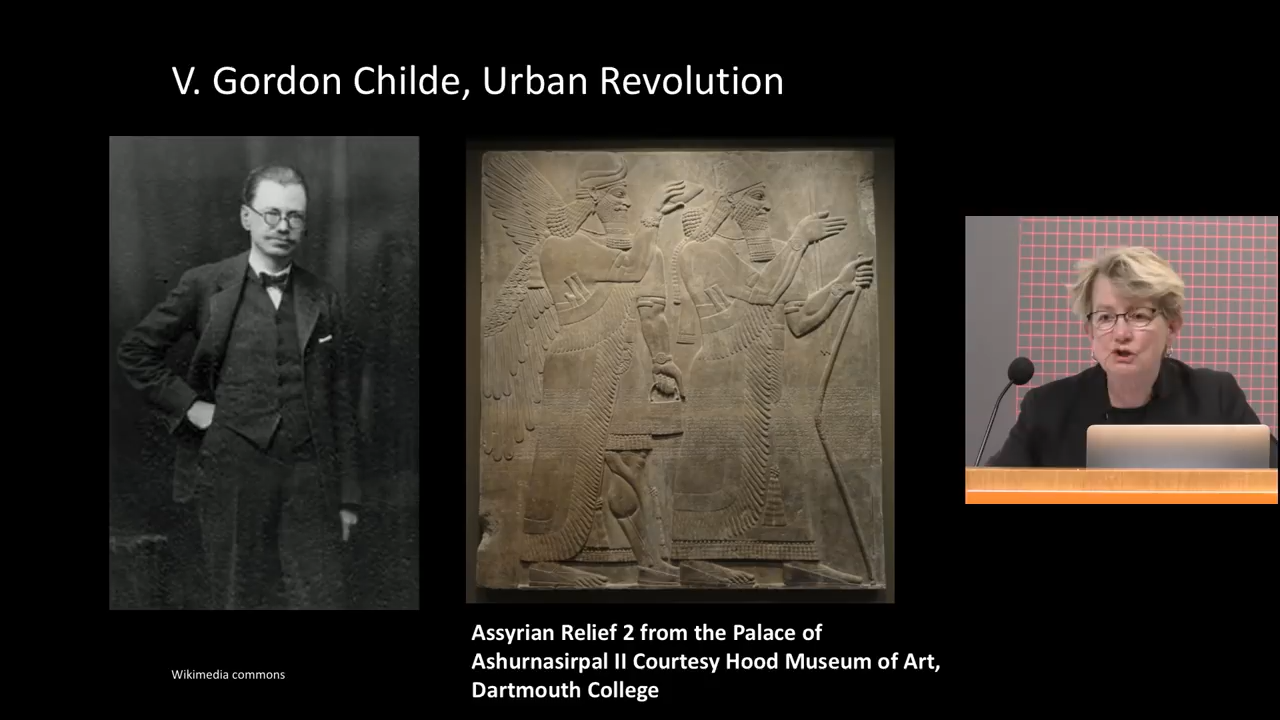 V. Gordon Childe, Urban Revolution
Wikimedia commons
Assyrian Relief 2 from the Palace of
Ashurnasirpal II Courtesy Hood Museum of Art,
Dartmouth College